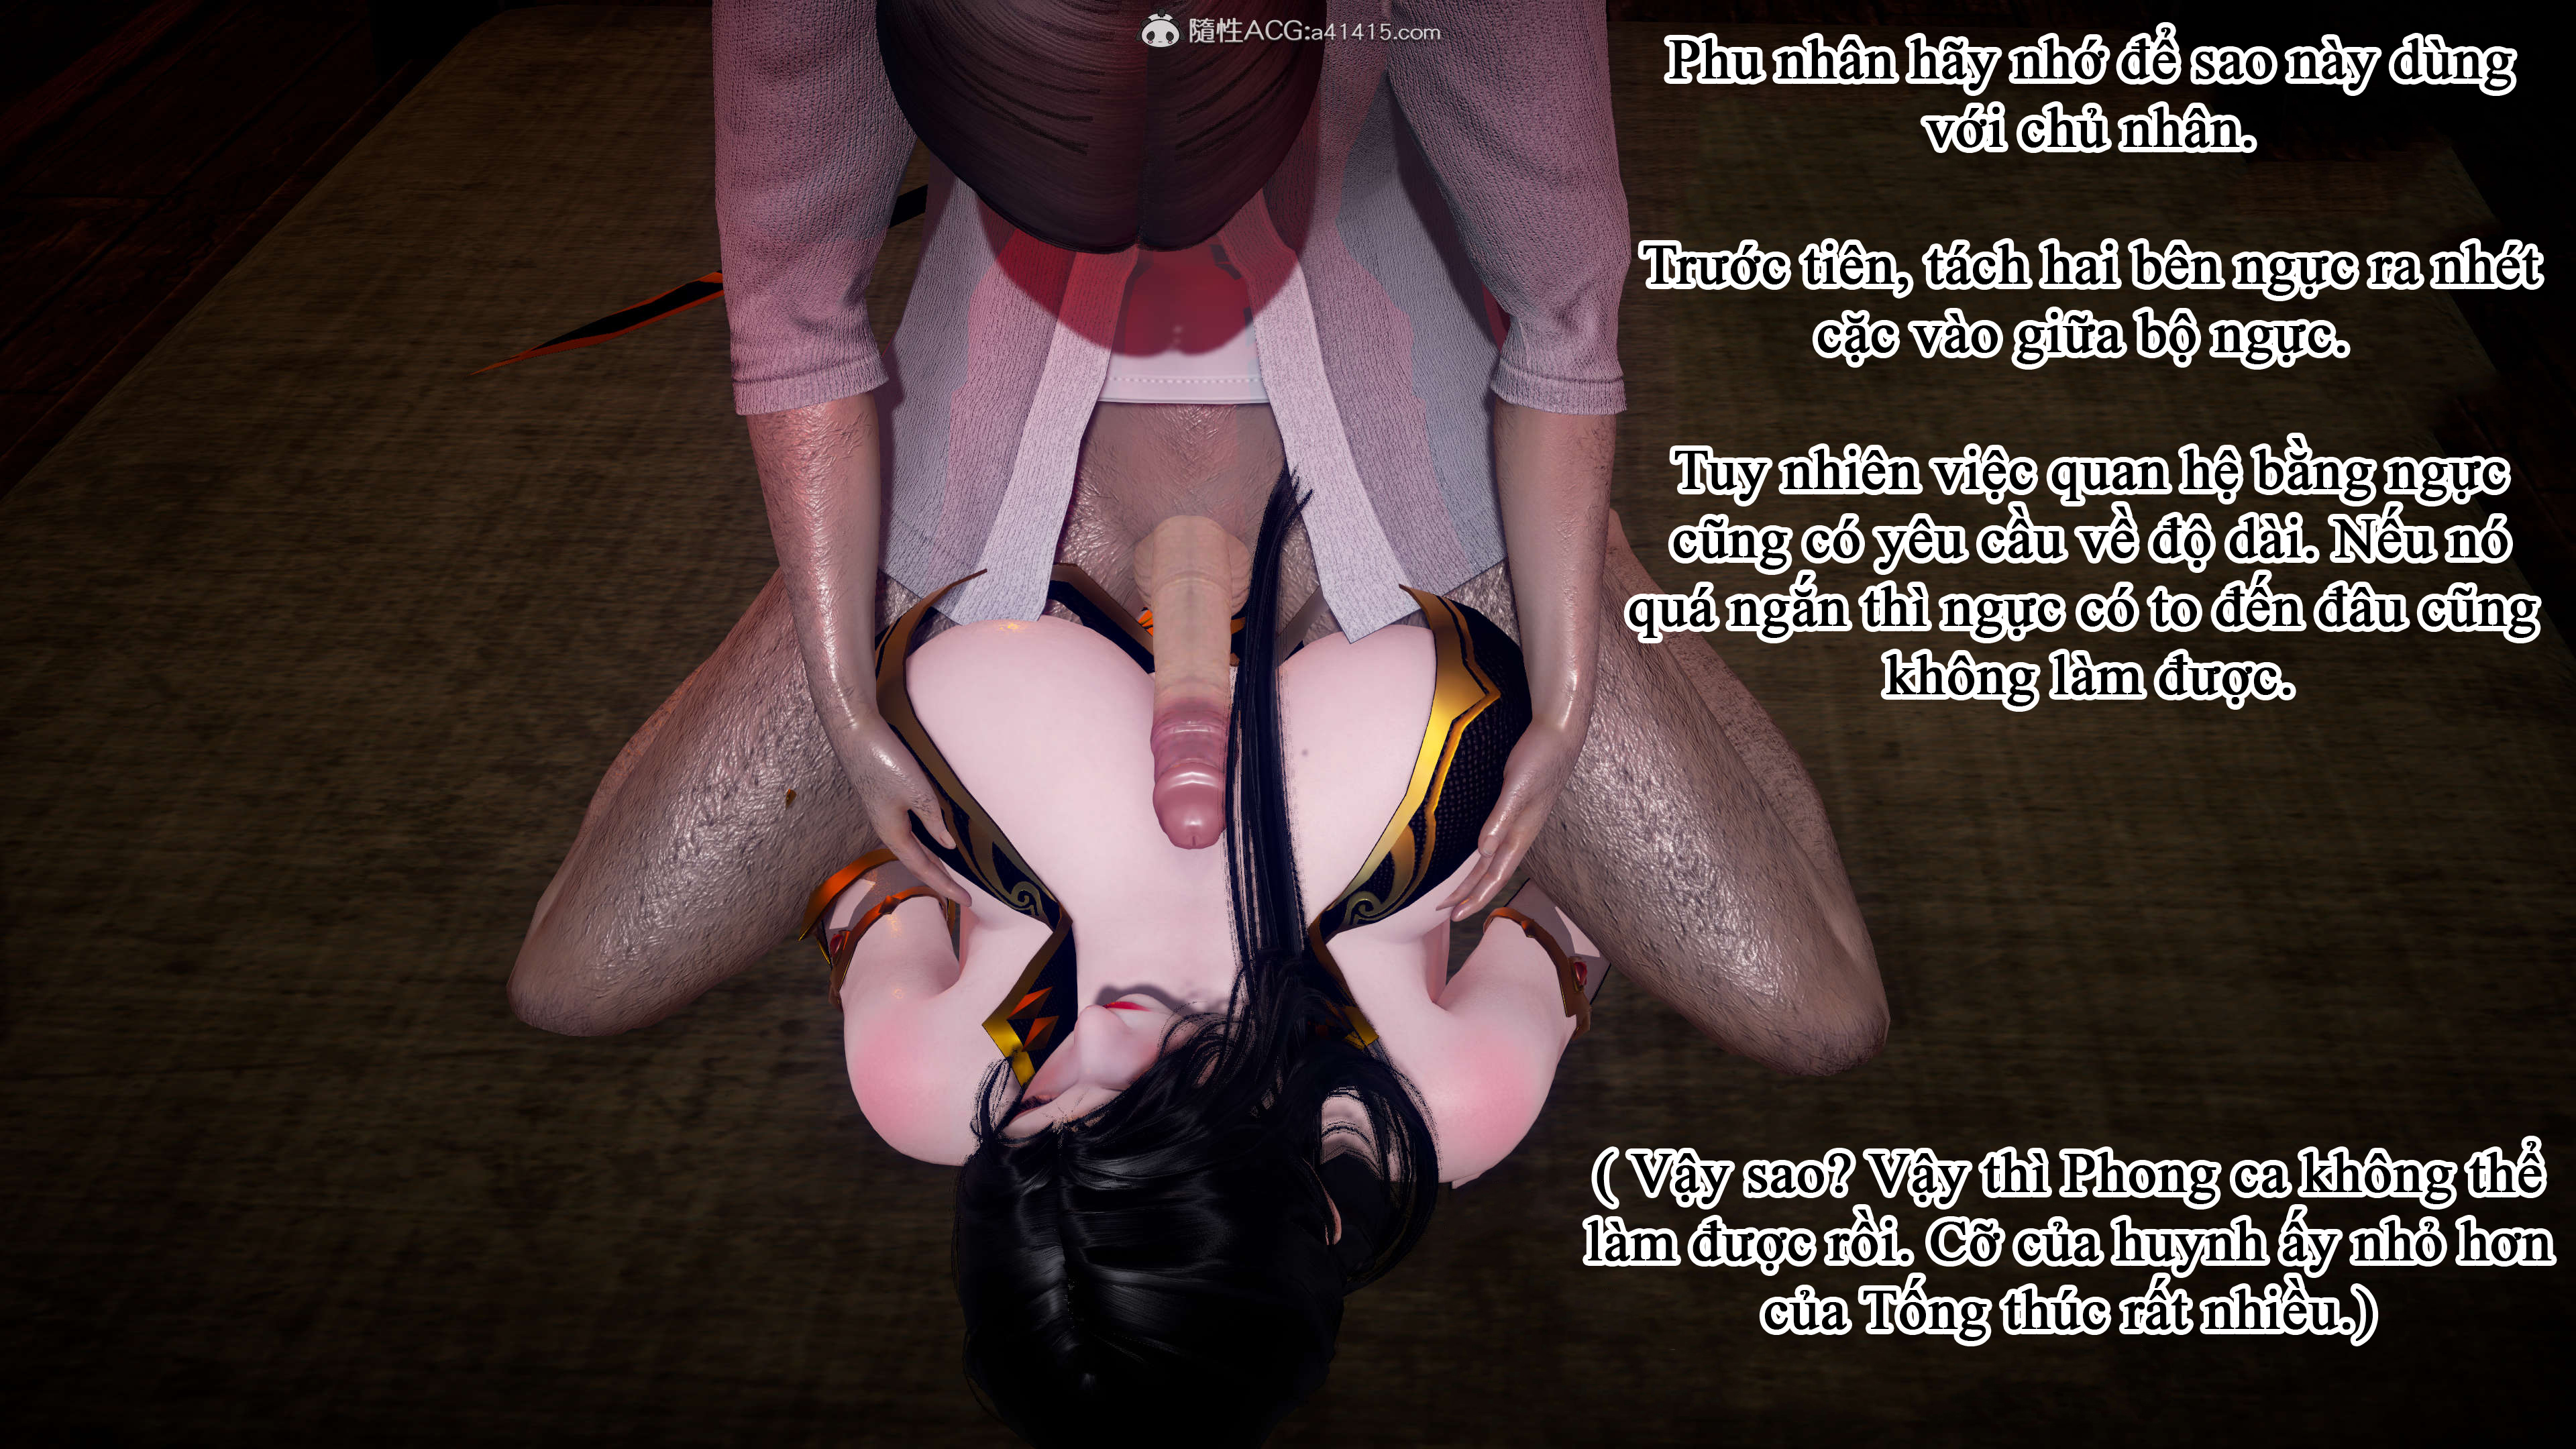 隨性ACG:a41415.com
Phu nhân hãy nhớ để sao này dùng
với chủ nhân.
Trước tiên, tách hai bên ngực ra nhét
cặc vào giữa bộ ngực.
Tuy nhiên việc quan hệ bằng ngực
cũng có yêu cầu về độ dài. Nếu nó
quá ngắn thì ngực có to đến đâu cũng
không làm được.
( Vậy sao? Vậy thì Phong ca không thể
làm được rồi. Cỡ của huynh ấy nhỏ hơn
của Tống thúc rất nhiều.)